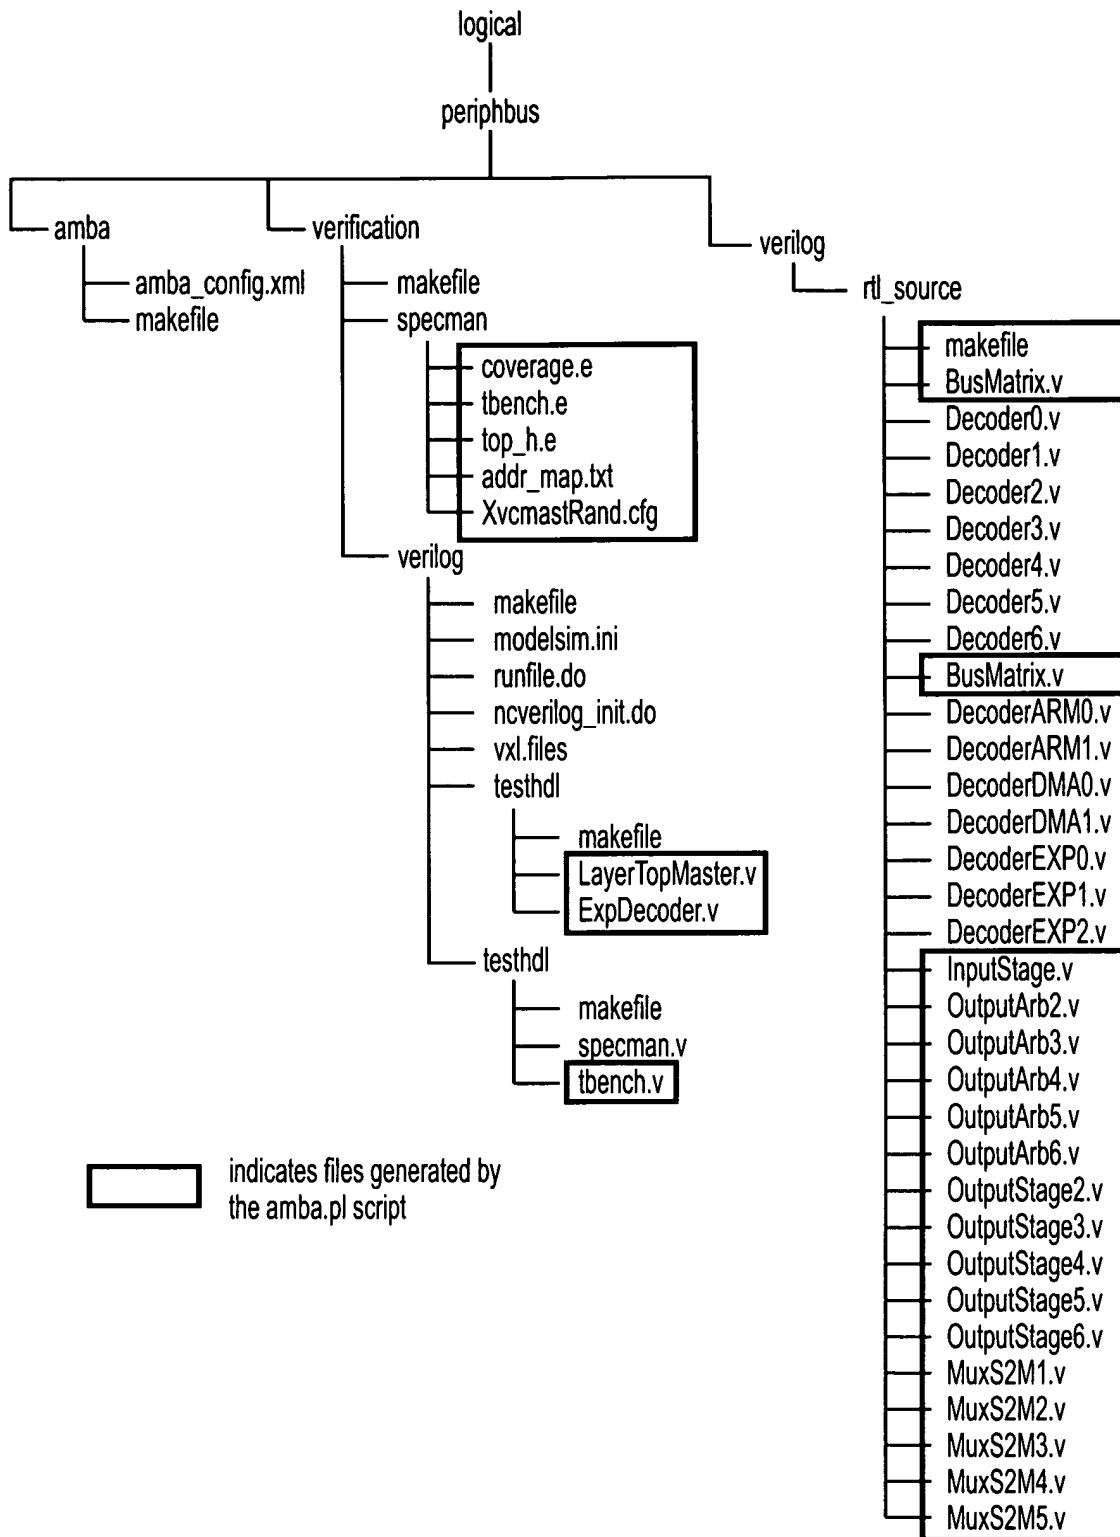 logical
periphbus
amba
amba_config.xml
makefile
verification
makefile
specman
coverage.e
tbench.e
top_h.e
addr_map.txt
XvcmastRand.cfg
verilog
makefile
modelsim.ini
runfile.do
ncverilog_init.do
vxl.files
testhdl
makefile
LayerTopMaster.v
ExpDecoder.v
testhdl
makefile
specman.v
tbench.v
verilog
rtl_source
makefile
BusMatrix.v
Decoder0.v
Decoder1.v
Decoder2.v
Decoder3.v
Decoder4.v
Decoder5.v
Decoder6.v
BusMatrix.v
DecoderARM0.v
DecoderARM1.v
DecoderDMA0.v
DecoderDMA1.v
DecoderEXP0.v
DecoderEXP1.v
DecoderEXP2.v
InputStage.v
OutputArb2.v
OutputArb3.v
OutputArb4.v
OutputArb5.v
OutputArb6.v
OutputStage2.v
OutputStage3.v
OutputStage4.v
OutputStage5.v
OutputStage6.v
MuxS2M1.v
MuxS2M2.v
MuxS2M3.v
MuxS2M4.v
MuxS2M5.v
indicates files generated by
the amba.pl script